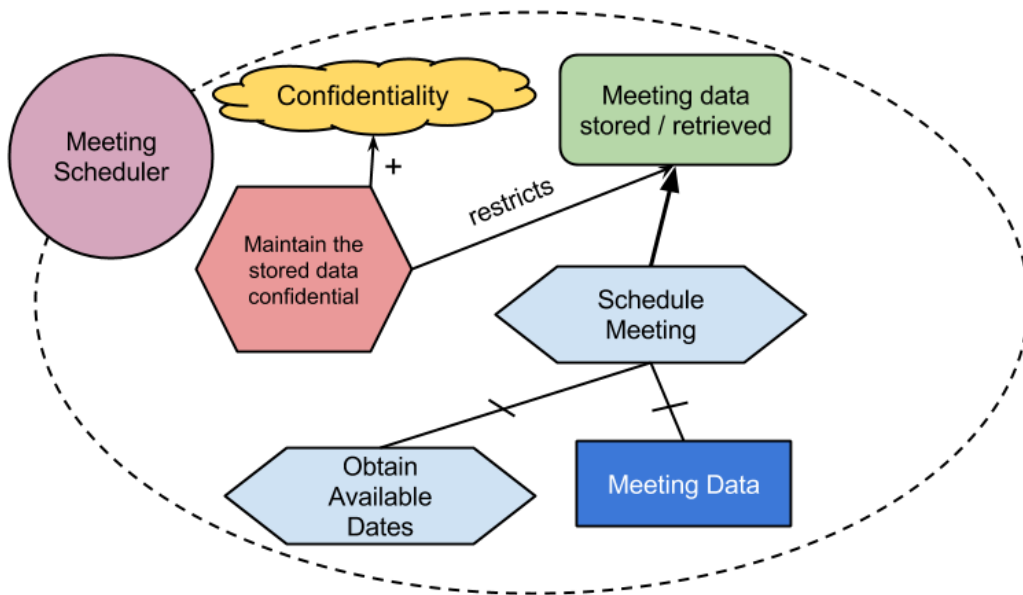 Meeting
Scheduler
Confidentiality
Meeting data
stored / retrieved
+
restricts
Maintain the
stored data
confidential
Schedule
Meeting
Obtain
Available
Dates
Meeting Data